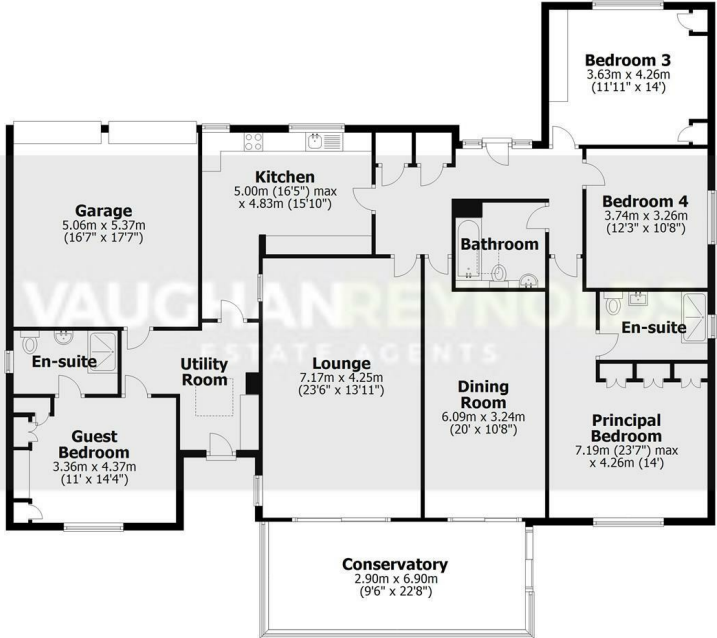 Bedroom 3
3.63m x 4.26m
(11'11" x 14')
Garage
5.06m x 5.37m
(16'7" x 17'7")
Kitchen
5.00m (16'5") max
x 4.83m (15'10")
Bathroom
Bedroom 4
3.74m x 3.26m
(12'3" x 10'8")
VAUGHANREYNOLDS
ESTATE AGENTS
En-suite
Utility
Room
Lounge
7.17m x 4.25m
(23'6" x 13'11")
Dining
Room
6.09m x 3.24m
(20' x 10'8")
En-suite
Guest
Bedroom
3.36m x 4.37m
(11' x 14'4")
Principal
Bedroom
7.19m (23'7") max
x 4.26m (14')
Conservatory
2.90m x 6.90m
(9'6" x 22'8")